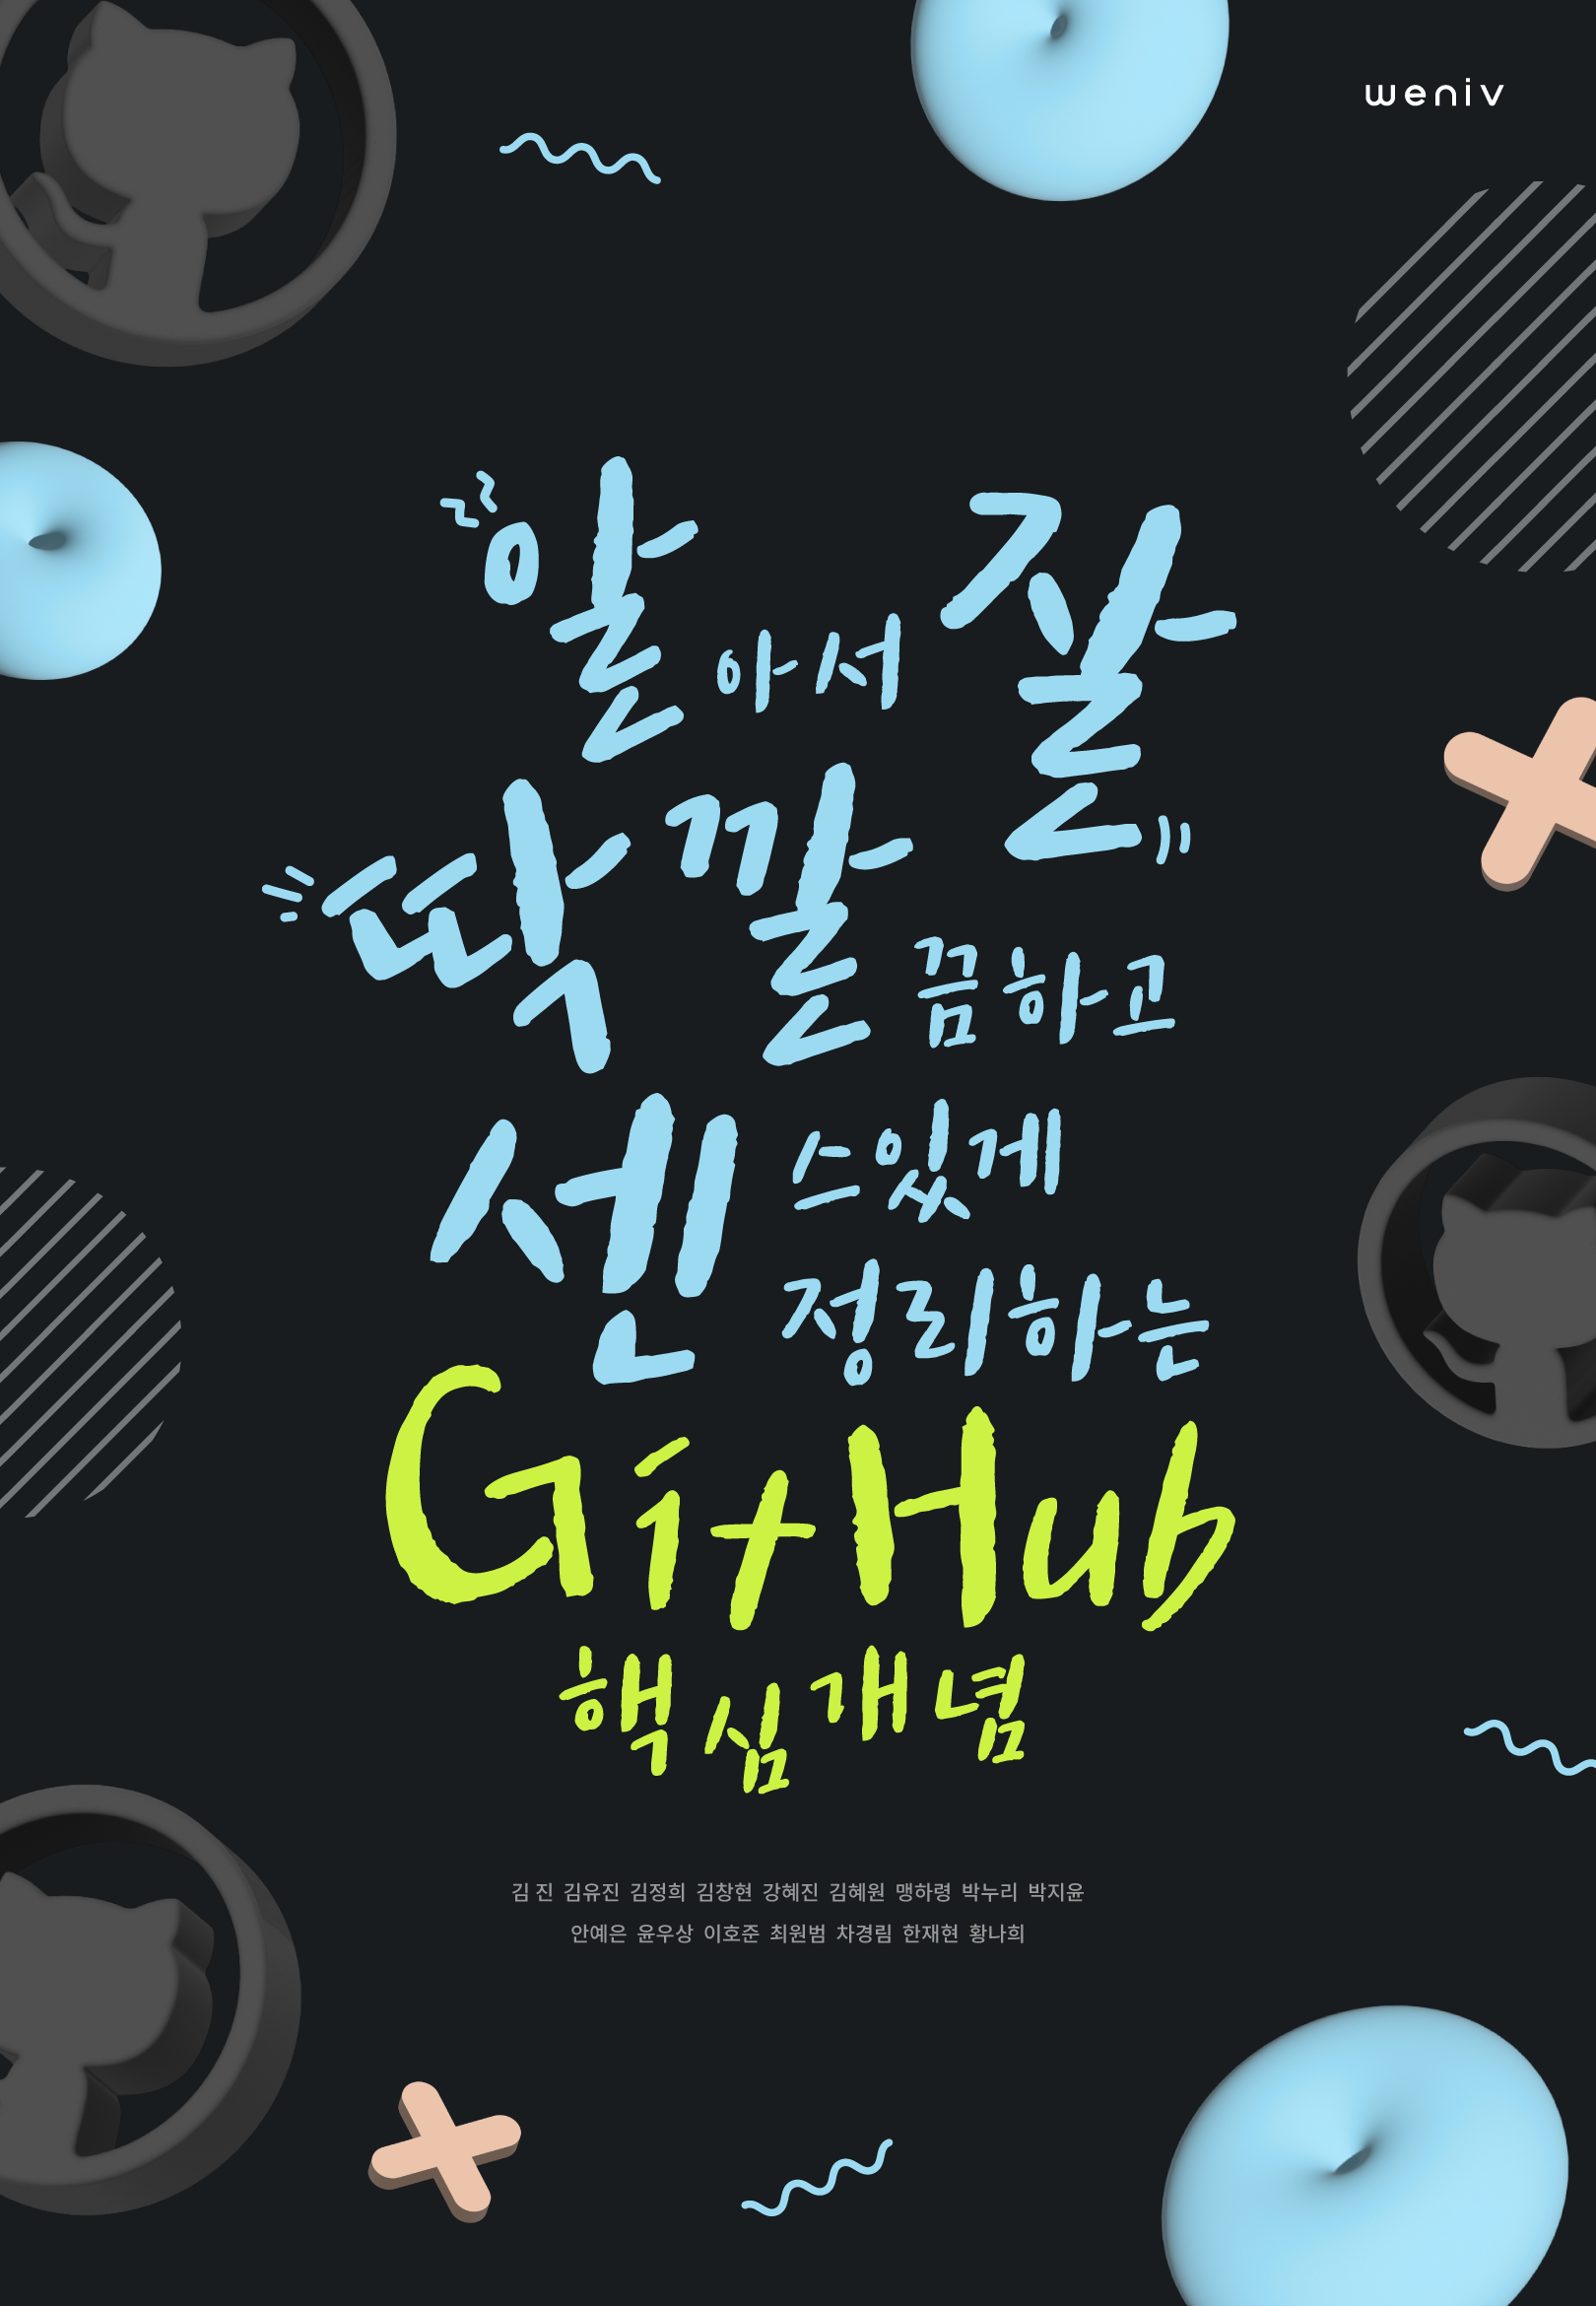 weniv
알아서 잘
딱 깔끔하고
센스있게
정리하는
GitHub
핵심개념
김 진 김유진 김정희 김창현 강혜진 김혜원 맹하령 박누리 박지윤
안예은 윤우상 이호준 최원범 차경림 한재현 황나희